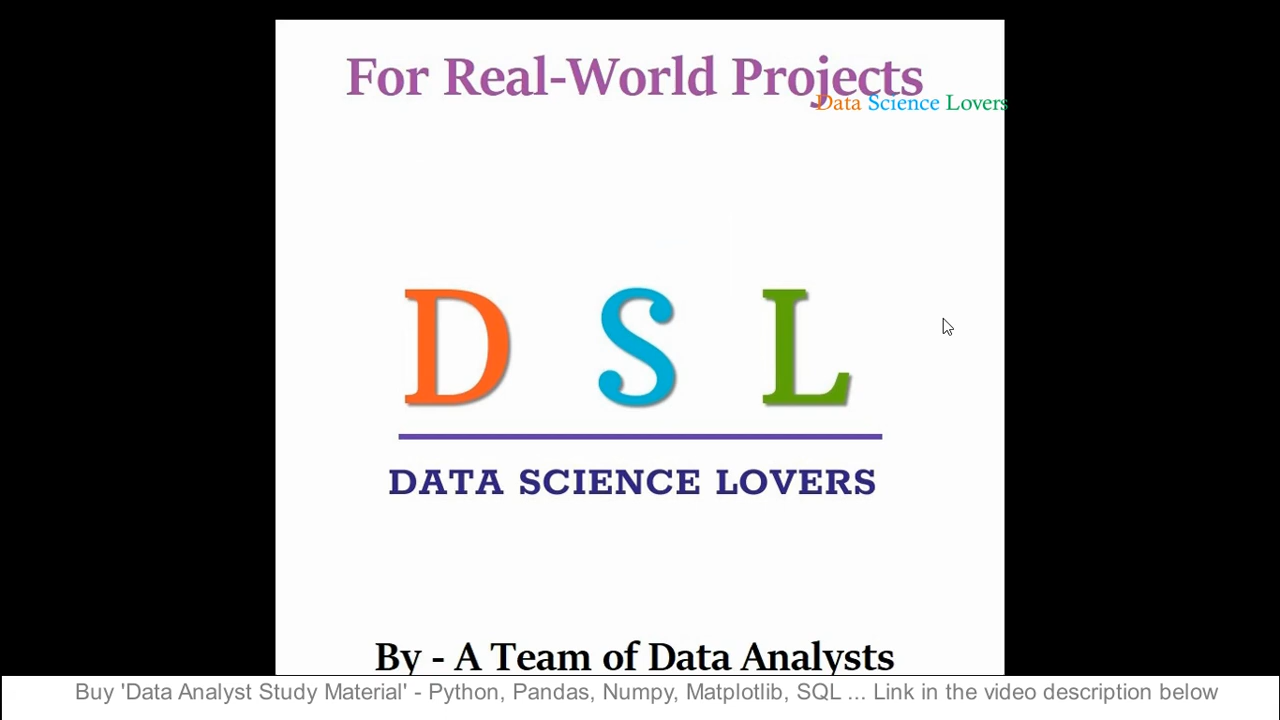 For Real-World Projects
Data Science Lovers
D S L
DATA SCIENCE LOVERS
By - A Team of Data Analysts
Buy 'Data Analyst Study Material' - Python, Pandas, Numpy, Matplotlib, SQL ... Link in the video description below